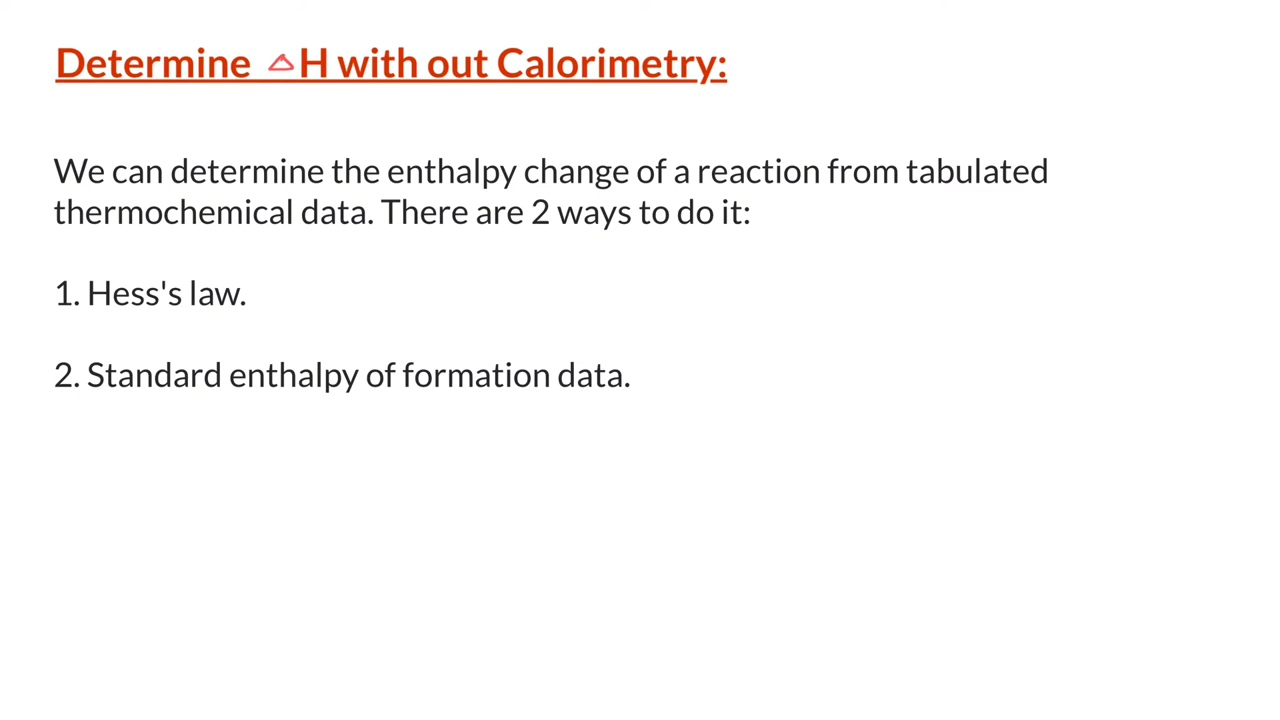 Determine △H with out Calorimetry:
We can determine the enthalpy change of a reaction from tabulated
thermochemical data. There are 2 ways to do it:
1. Hess's law.
2. Standard enthalpy of formation data.